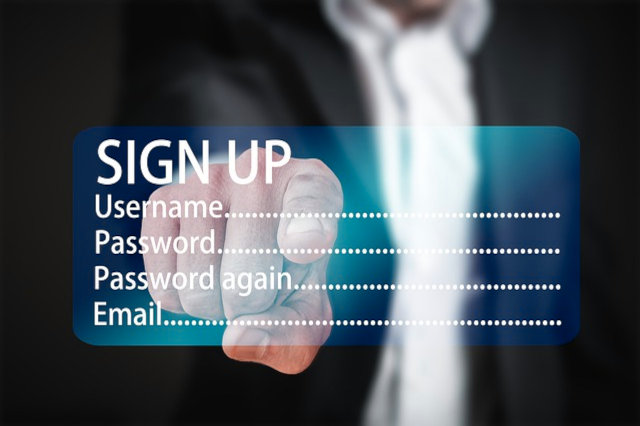 SIGN UP
Username...........................................................
Password............................................................
Password again..............................................
Email.....................................................................